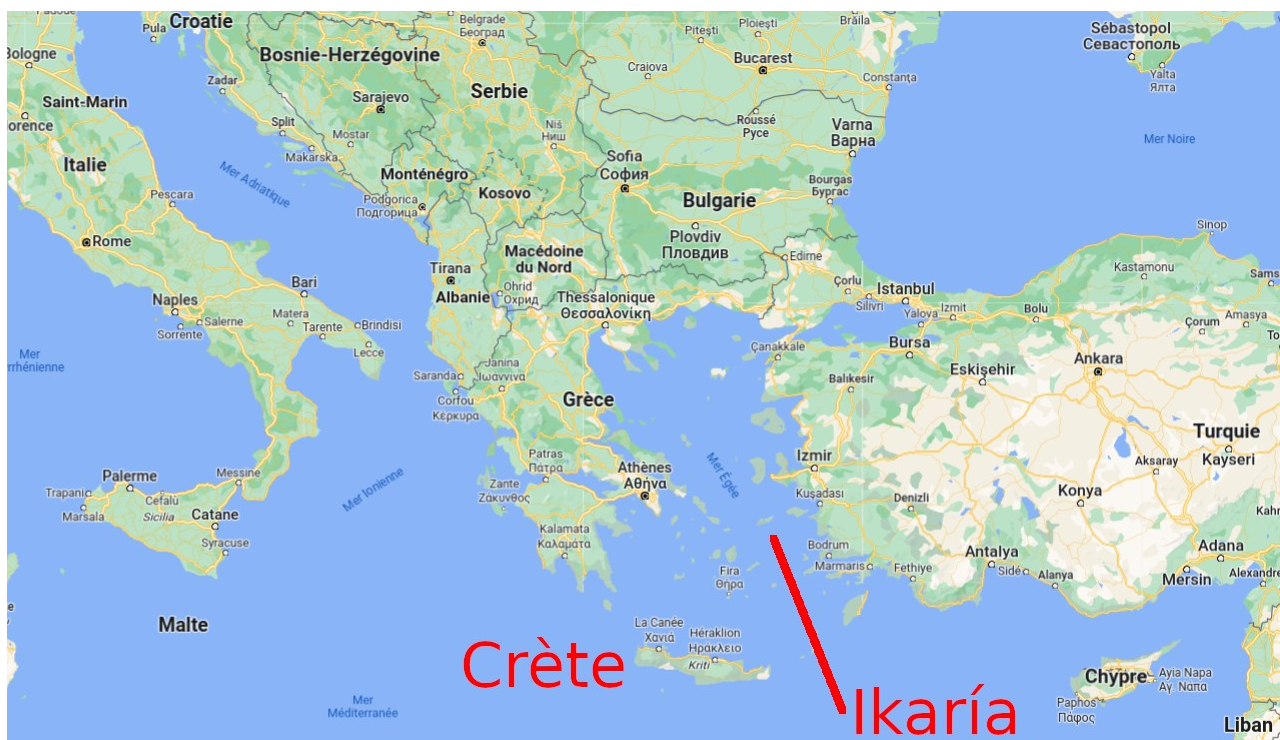 Croatie
Pula
Belgrade
Београд
Ploiești
Pitești
Brăila
Sébastopol
Севастополь
Bologne
Bosnie-Herzégovine
Bucarest
Craiova
Yalta
Ялта
Constanța
Zadar
Serbie
Sarajevo
Saint-Marin
Split
Niš
Ниш
Roussé
Русе
Varna
Варна
Mostar
Makarska
Mer Noire
Italie
Sofia
София
Monténégro
Mer Adriatique
Kosovo
Bourgas
Бургас
Pescara
Podgorica
Подгорица
Bulgarie
Rome
Plovdiv
Пловдив
Sinop
Macédoine
du Nord
Edirne
Tirana
Kastamonu
Bari
Ohrid
Охрид
Çorlu
Istanbul
Albanie
Thessalonique
Θεσσαλονίκη
Naples
Salerne
Sorrente
Matera
Tarente
Brindisi
Silivri
Yalova
Izmit
Bolu
Çorum
Amasya
Lecce
Çanakkale
Bursa
Mer
Janina
Ιωάννινα
Saranda
Eskişehir
Ankara
Balıkesir
Corfou
Κέρκυρα
Grèce
Turquie
Kayseri
Izmir
Aksaray
Messine
Palerme
Patras
Πάτρα
Athènes
Αθήνα
Mer Égée
Trapani
Cefalù
Marsala
Sicilia
Catane
Mer Ionienne
Zante
Ζάκυνθος
Kuşadası
Denizli
Konya
Syracuse
Kalamata
Καλαμάτα
Bodrum
Marmaris
Fethiye
Antalya
Sidé
Alanya
Adana
Mersin
Fira
Θήρα
Malte
La Canée
Χανιά
Héraklion
Ηράκλειο
Kriti
Crète
Chypre
Ayia Napa
Αγ. Νάπα
Paphos
Πάφος
Mer
Méditerranée
Ikaría
Liban